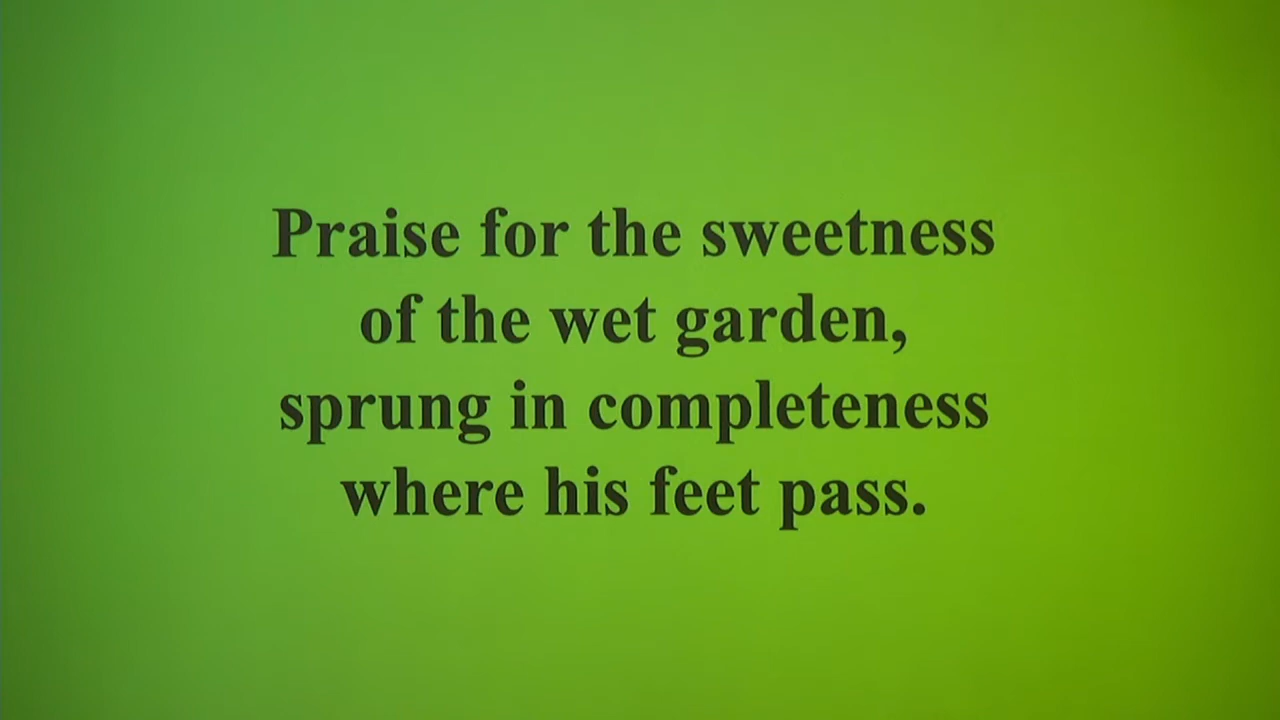 Praise for the sweetness
of the wet garden,
sprung in completeness
where his feet pass.